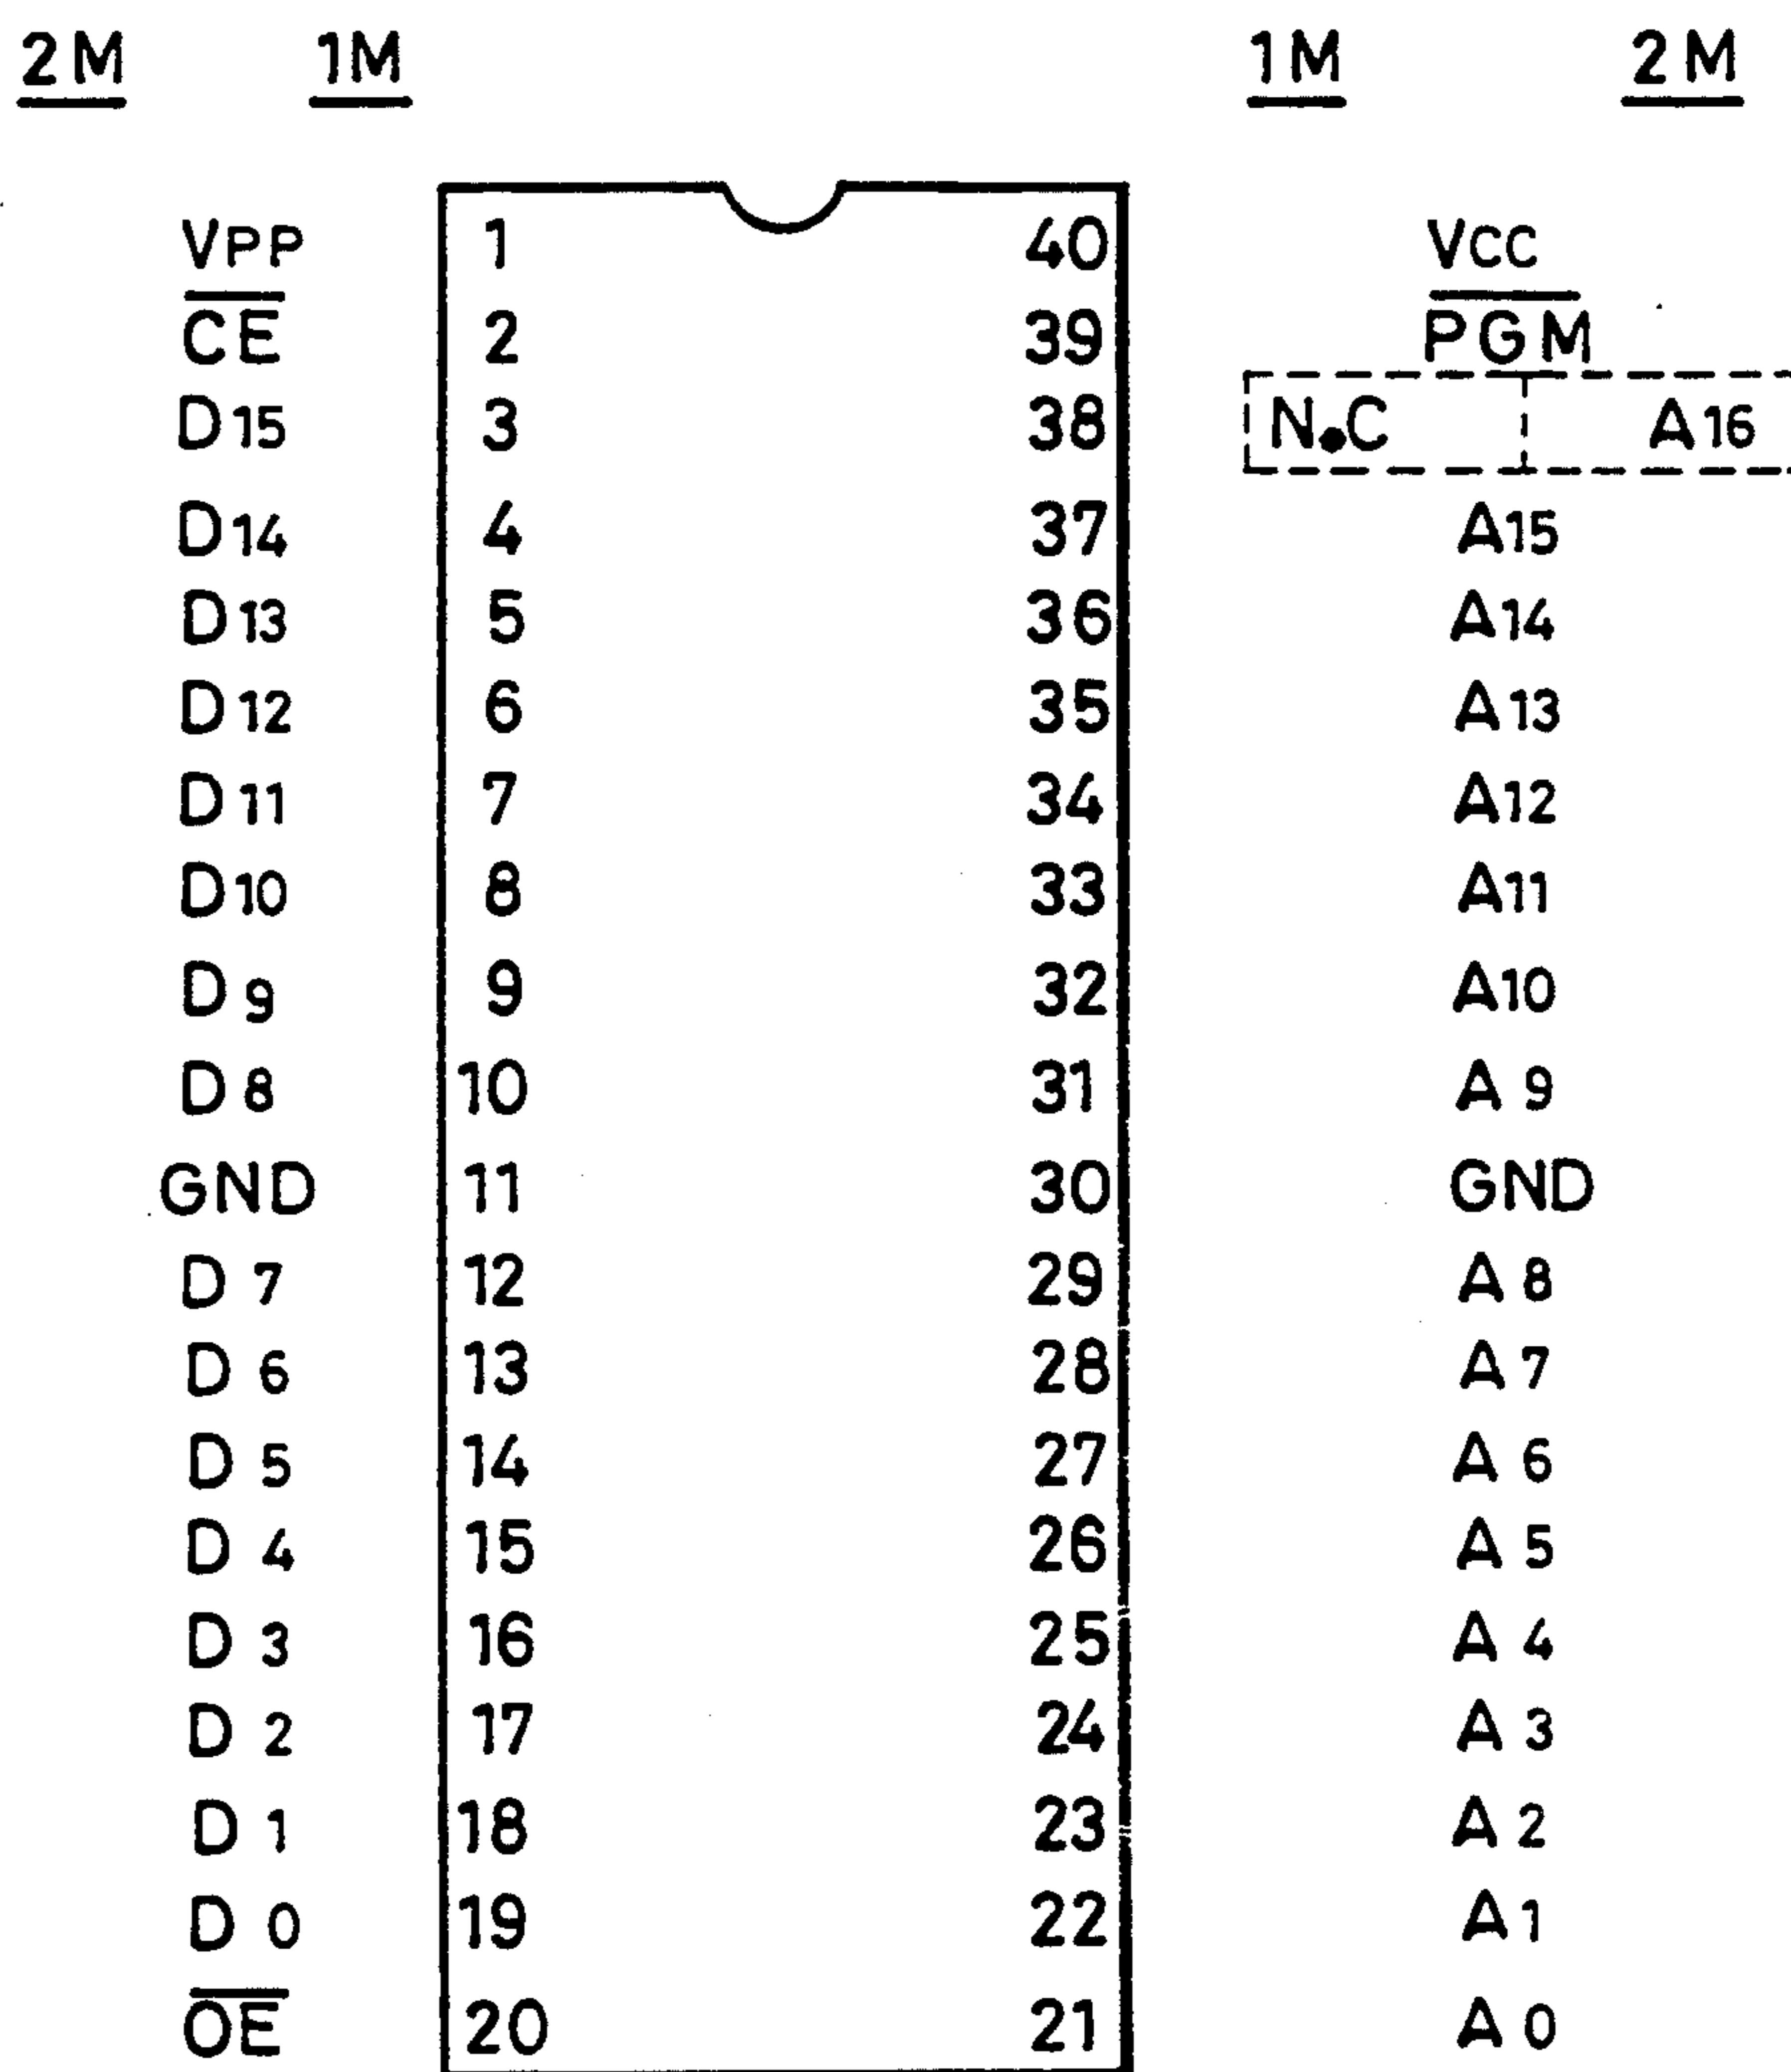 2M 1M 1M 2M
VPP 1 40 VCC
CE 2 39 PGM
D15 3 38 N.C A16
D14 4 37 A15
D13 5 36 A14
D12 6 35 A13
D11 7 34 A12
D10 8 33 A11
D9 9 32 A10
D8 10 31 A9
GND 11 30 GND
D7 12 29 A8
D6 13 28 A7
D5 14 27 A6
D4 15 26 A5
D3 16 25 A4
D2 17 24 A3
D1 18 23 A2
D0 19 22 A1
OE 20 21 A0